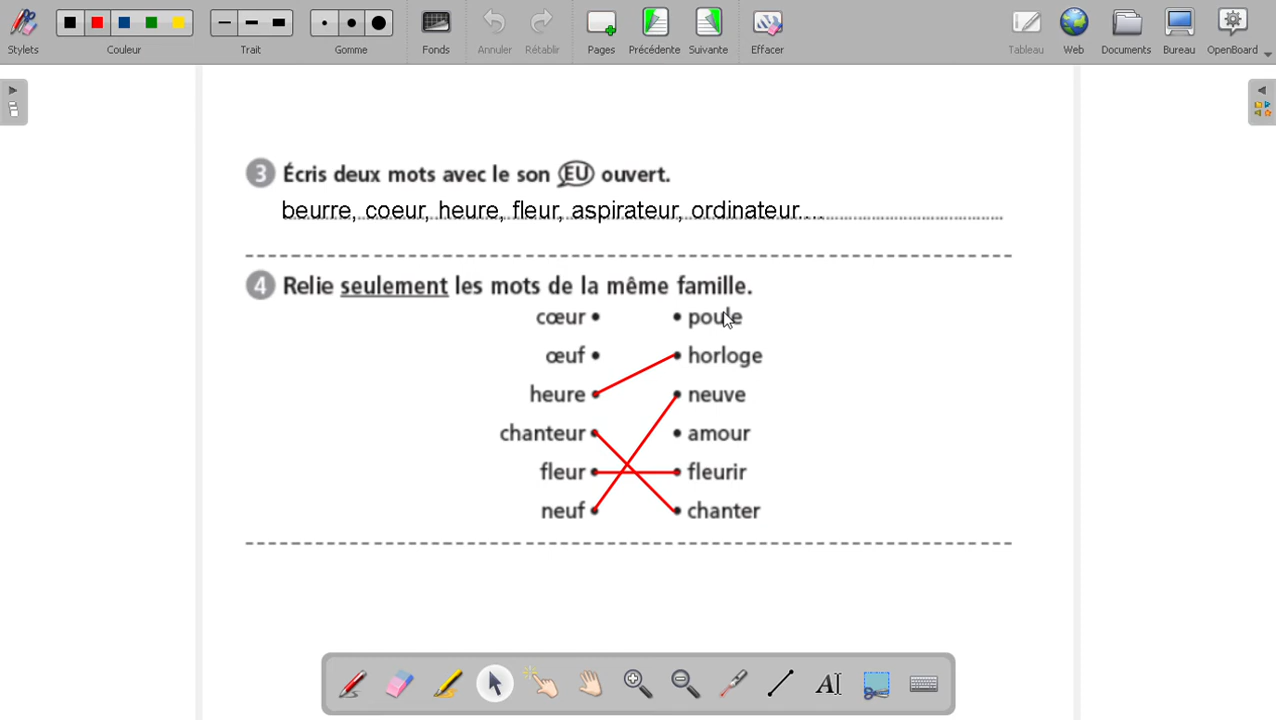 Stylets Couleur Trait Gomme Fonds Annuler Rétablir Pages Précédente Suivante Effacer Tableau Web Documents Bureau OpenBoard
3 Écris deux mots avec le son EU ouvert.
beurre, coeur, heure, fleur, aspirateur, ordinateur....
4 Relie seulement les mots de la même famille.
cœur • • poule
œuf • • horloge
heure • • neuve
chanteur • • amour
fleur • • fleurir
neuf • • chanter
AI